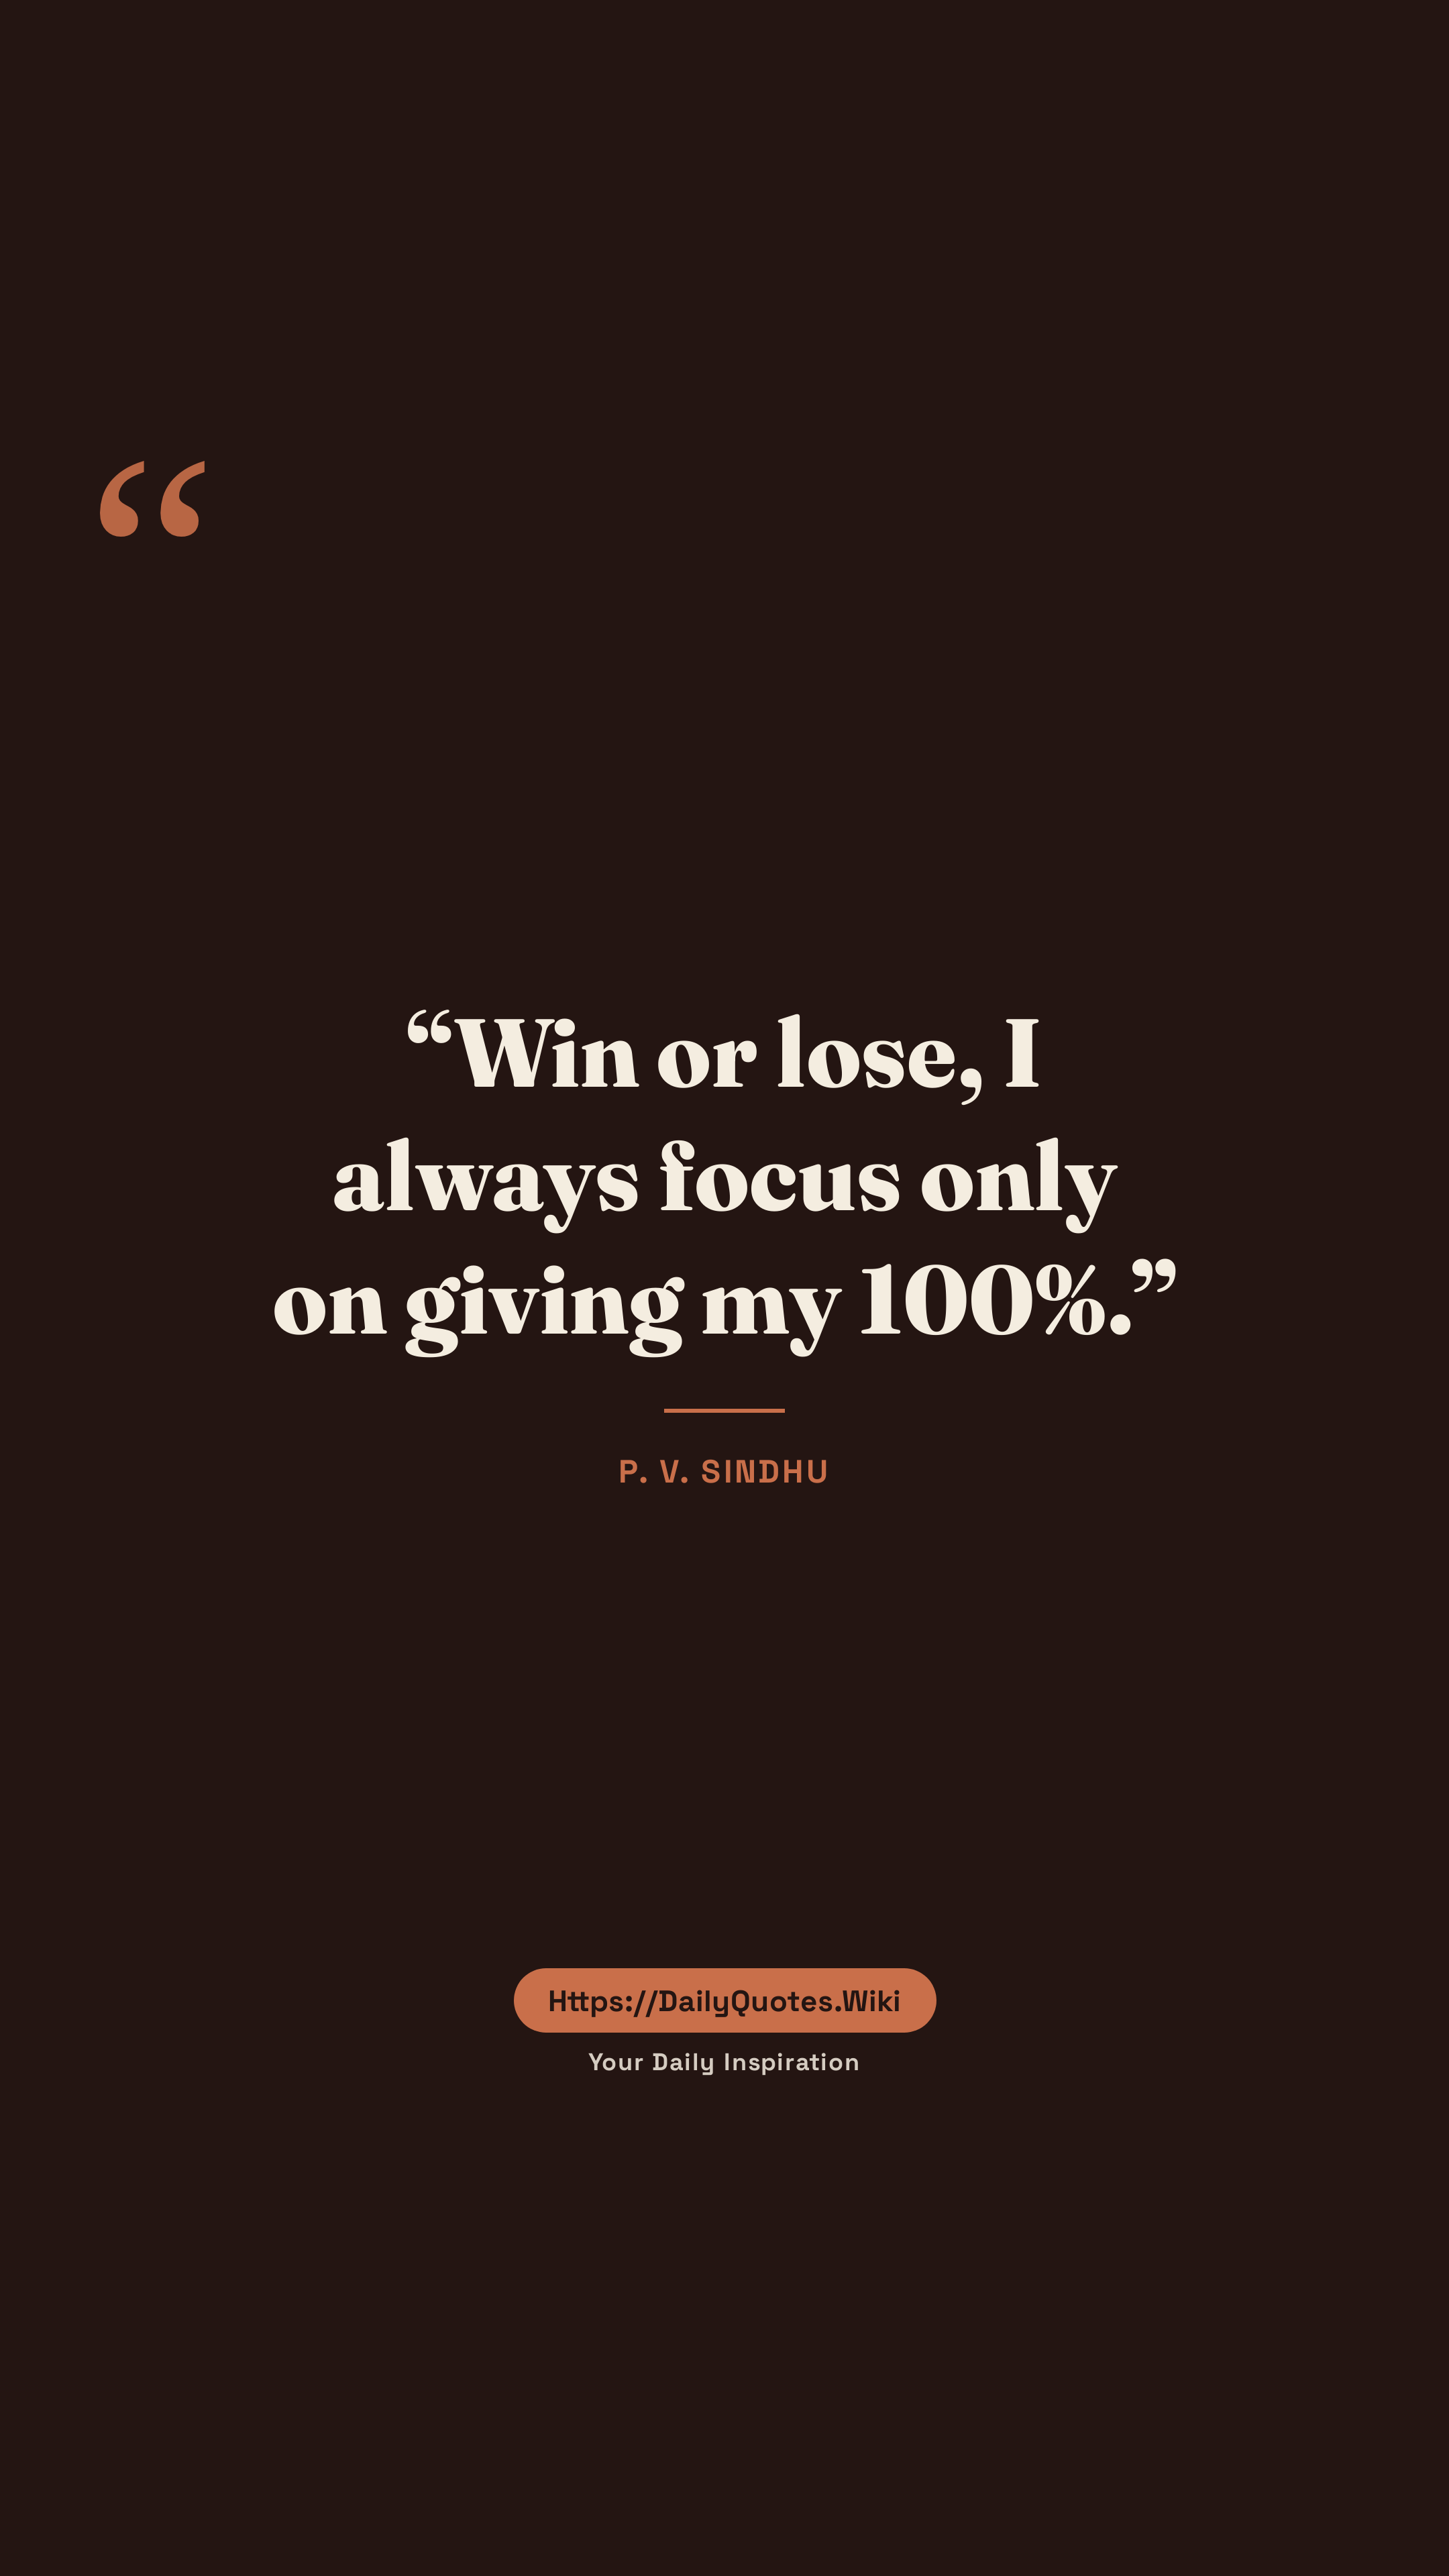 “
“Win or lose, I
always focus only
on giving my 100%.”
P. V. SINDHU
Https://DailyQuotes.Wiki
Your Daily Inspiration